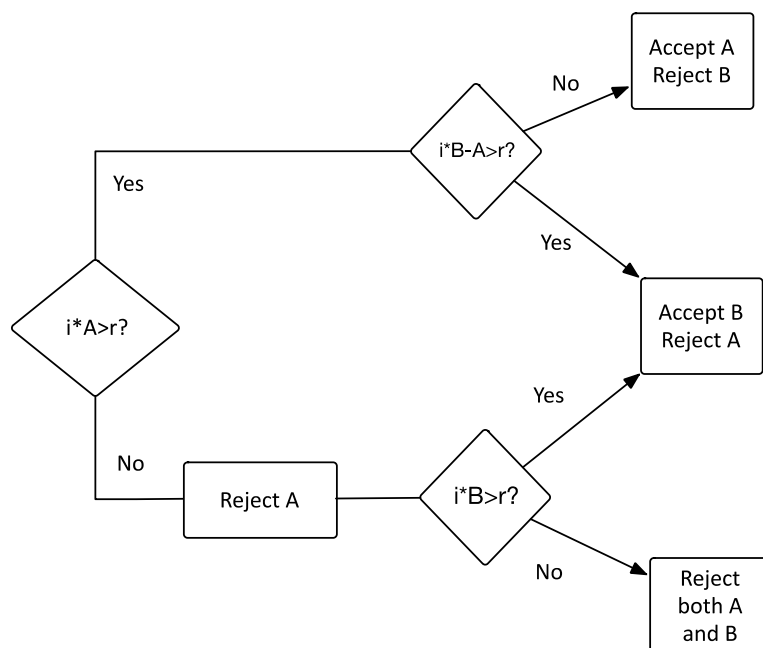 Accept A
Reject B
No
i*B-A>r?
Yes
Yes
i*A>r?
Accept B
Reject A
Yes
No
Reject A
i*B>r?
No
Reject
both A
and B